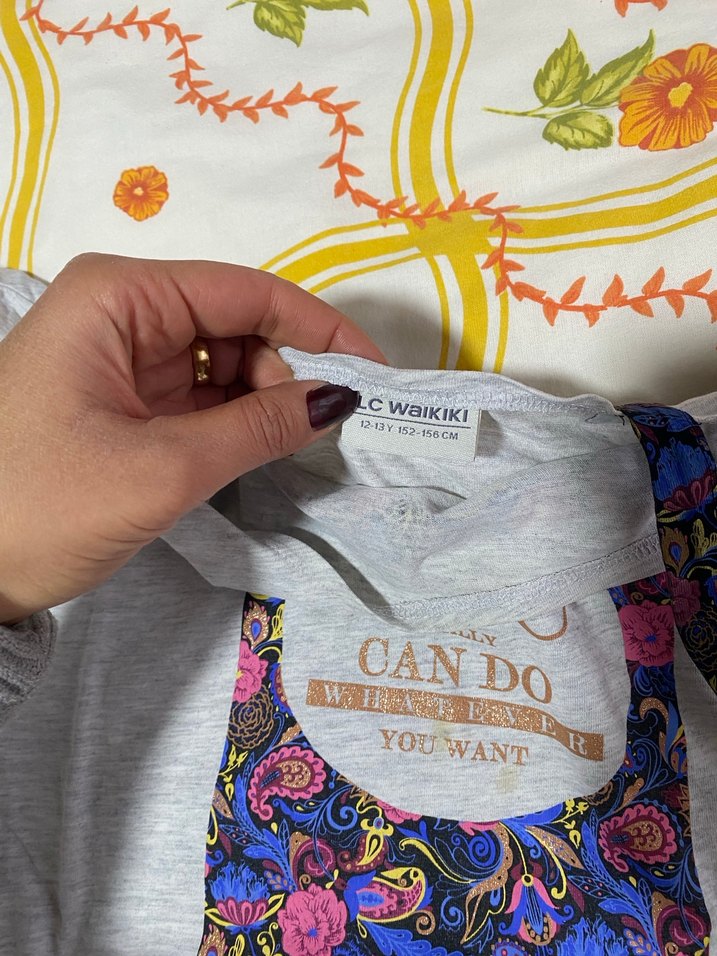 LC WAIKIKI
12-13 Y 152-156 CM
CAN DO
WHATEVER
YOU WANT